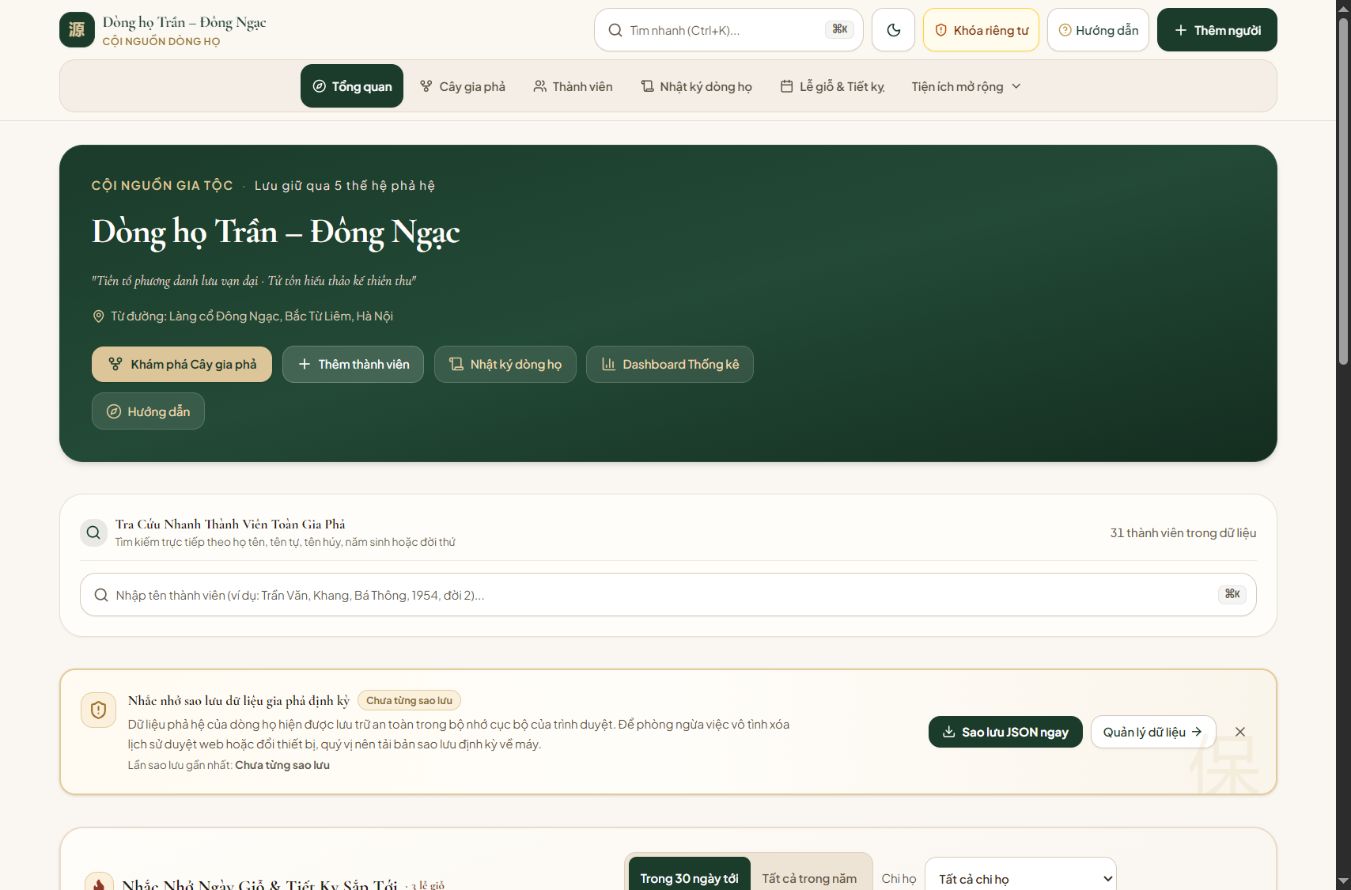 源 Dòng họ Trần – Đông Ngạc
CỘI NGUỒN DÒNG HỌ
Tìm nhanh (Ctrl+K)... ⌘K Khóa riêng tư Hướng dẫn Thêm người
Tổng quan Cây gia phả Thành viên Nhật ký dòng họ Lễ giỗ & Tiết kỵ Tiện ích mở rộng
CỘI NGUỒN GIA TỘC · Lưu giữ qua 5 thế hệ phả hệ
Dòng họ Trần – Đông Ngạc
"Tiên tổ phương danh lưu vạn đại · Tử tôn hiếu thảo kế thiên thu"
Từ đường: Làng cổ Đông Ngạc, Bắc Từ Liêm, Hà Nội
Khám phá Cây gia phả Thêm thành viên Nhật ký dòng họ Dashboard Thống kê
Hướng dẫn
Tra Cứu Nhanh Thành Viên Toàn Gia Phả
Tìm kiếm trực tiếp theo họ tên, tên tự, tên húy, năm sinh hoặc đời thứ
31 thành viên trong dữ liệu
Nhập tên thành viên (ví dụ: Trần Văn, Khang, Bá Thông, 1954, đời 2)... ⌘K
Nhắc nhở sao lưu dữ liệu gia phả định kỳ Chưa từng sao lưu
Dữ liệu phả hệ của dòng họ hiện được lưu trữ an toàn trong bộ nhớ cục bộ của trình duyệt. Để phòng ngừa việc vô tình xóa
lịch sử duyệt web hoặc đổi thiết bị, quý vị nên tải bản sao lưu định kỳ về máy.
Lần sao lưu gần nhất: Chưa từng sao lưu
Sao lưu JSON ngay Quản lý dữ liệu →
保
Nhắc Nhở Ngày Giỗ & Tiết Kỵ Sắp Tới · 3 lễ giỗ
Trong 30 ngày tới Tất cả trong năm Chi họ Tất cả chi họ